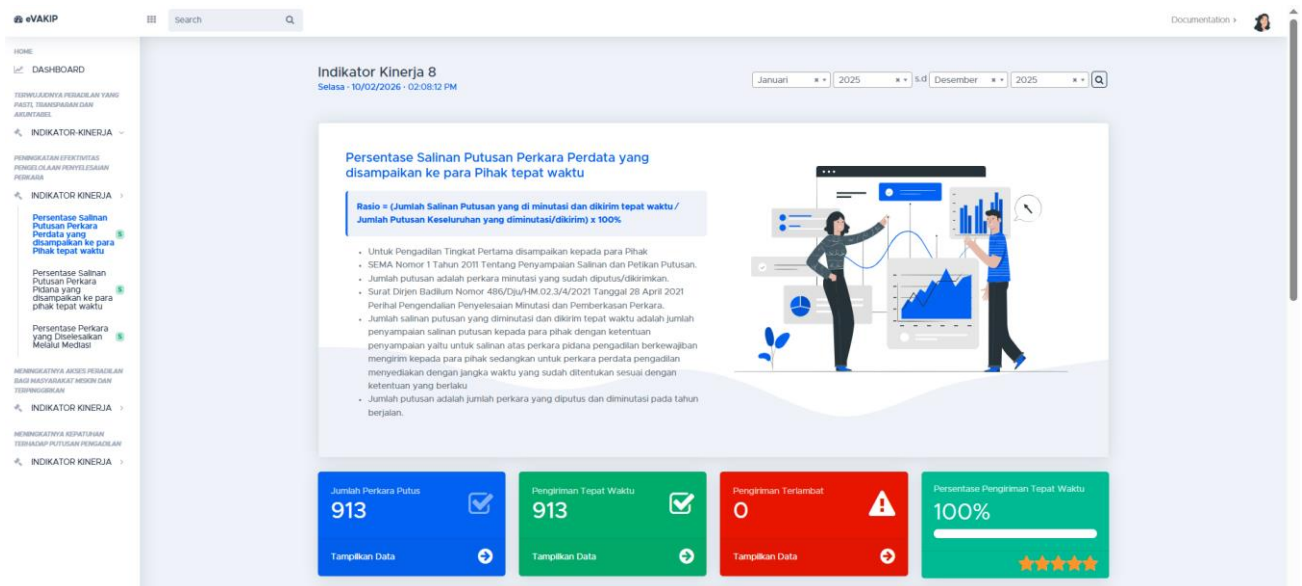 eVAKIP
Search
Documentation ›
HOME
DASHBOARD
TERWUJUDNYA PERADILAN YANG
PASTI, TRANSPARAN DAN
AKUNTABEL
INDIKATOR-KINERJA
PENINGKATAN EFEKTIVITAS
PENGELOLAAN PENYELESAIAN
PERKARA
INDIKATOR KINERJA
Persentase Salinan
Putusan Perkara
Perdata yang
disampaikan ke para
Pihak tepat waktu
S
Persentase Salinan
Putusan Perkara
Pidana yang
disampaikan ke para
pihak tepat waktu
S
Persentase Perkara
yang Diselesaikan
Melalui Mediasi
S
MENINGKATNYA AKSES PERADILAN
BAGI MASYARAKAT MISKIN DAN
TERPINGGIRKAN
INDIKATOR KINERJA
MENINGKATNYA KEPATUHAN
TERHADAP PUTUSAN PENGADILAN
INDIKATOR KINERJA
Indikator Kinerja 8
Selasa - 10/02/2026 - 02:08:12 PM
Januari 2025 s.d Desember 2025
Persentase Salinan Putusan Perkara Perdata yang
disampaikan ke para Pihak tepat waktu
Rasio = (Jumlah Salinan Putusan yang di minutasi dan dikirim tepat waktu /
Jumlah Putusan Keseluruhan yang diminutasi/dikirim) x 100%
• Untuk Pengadilan Tingkat Pertama disampaikan kepada para Pihak
• SEMA Nomor 1 Tahun 2011 Tentang Penyampaian Salinan dan Petikan Putusan.
• Jumlah putusan adalah perkara minutasi yang sudah diputus/dikirimkan.
• Surat Dirjen Badilum Nomor 486/Dju/HM.02.3/4/2021 Tanggal 28 April 2021
Perihal Pengendalian Penyelesaian Minutasi dan Pemberkasan Perkara.
• Jumlah salinan putusan yang diminutasi dan dikirim tepat waktu adalah jumlah
penyampaian salinan putusan kepada para pihak dengan ketentuan
penyampaian yaitu untuk salinan atas perkara pidana pengadilan berkewajiban
mengirim kepada para pihak sedangkan untuk perkara perdata pengadilan
menyediakan dengan jangka waktu yang sudah ditentukan sesuai dengan
ketentuan yang berlaku
• Jumlah putusan adalah jumlah perkara yang diputus dan diminutasi pada tahun
berjalan.
Jumlah Perkara Putus
913
Tampilkan Data
Pengiriman Tepat Waktu
913
Tampilkan Data
Pengiriman Terlambat
0
Tampilkan Data
Persentase Pengiriman Tepat Waktu
100%